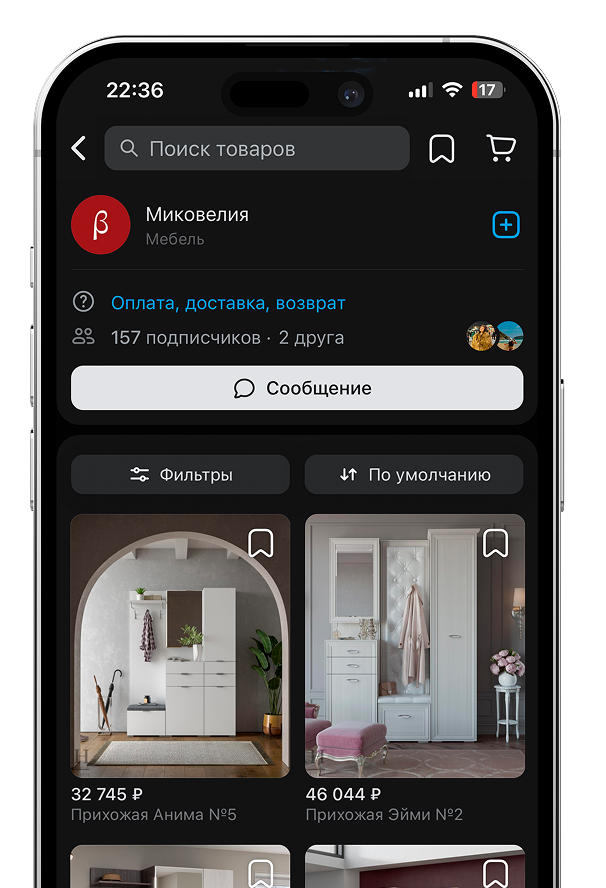 22:36
17
Поиск товаров
β
Миковелия
Мебель
Оплата, доставка, возврат
157 подписчиков · 2 друга
Сообщение
Фильтры
По умолчанию
32 745 ₽
46 044 ₽
Прихожая Анима №5
Прихожая Эйми №2